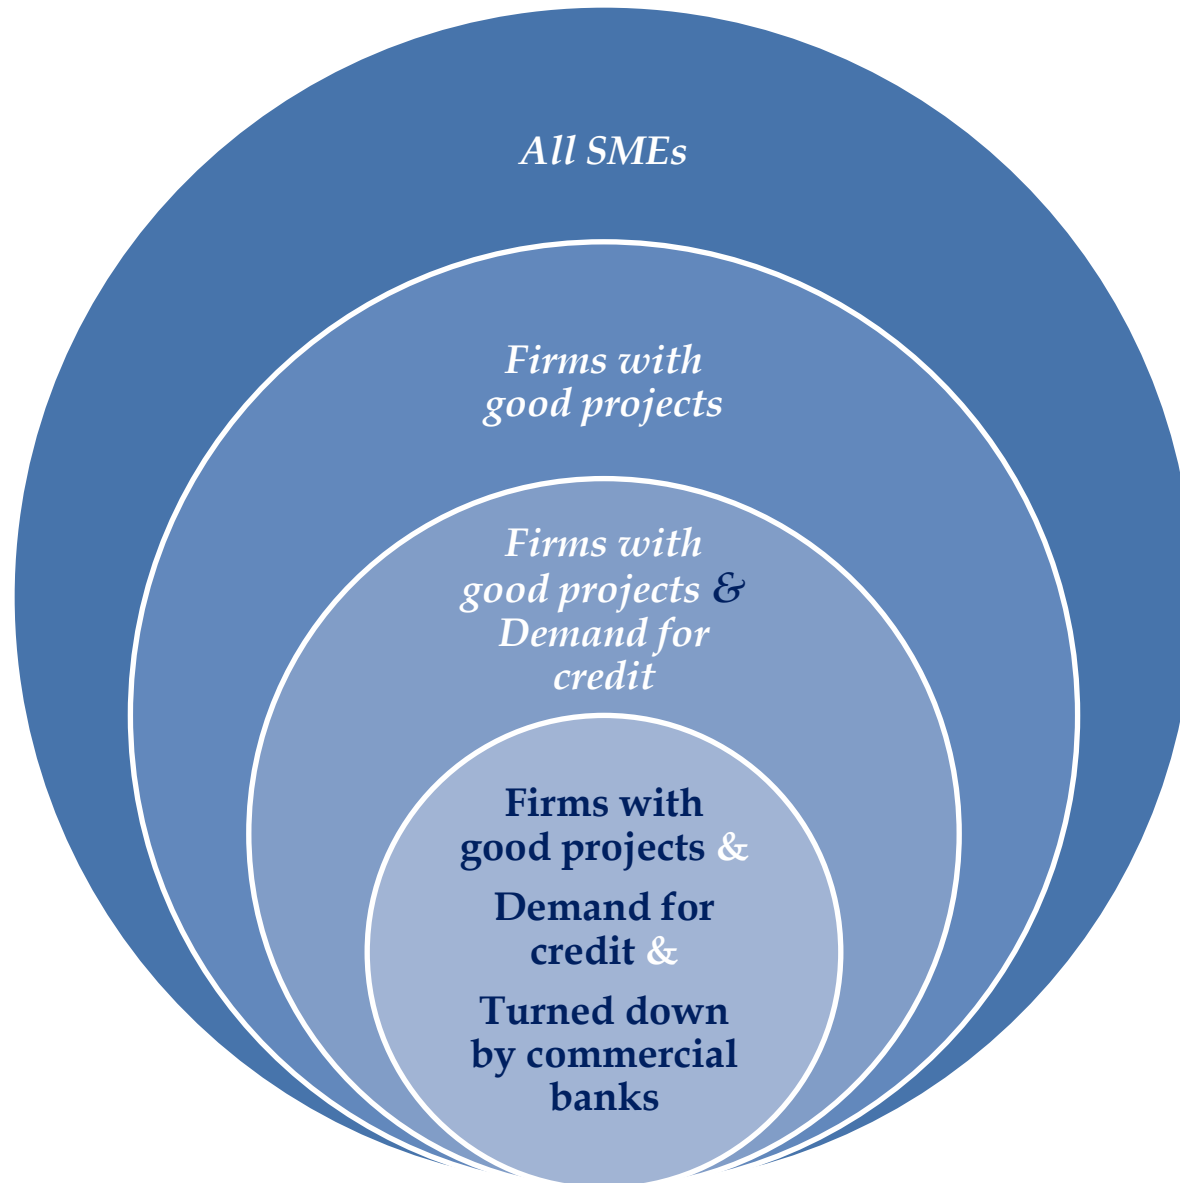 All SMEs
Firms with
good projects
Firms with
good projects &
Demand for
credit
Firms with
good projects &
Demand for
credit &
Turned down
by commercial
banks